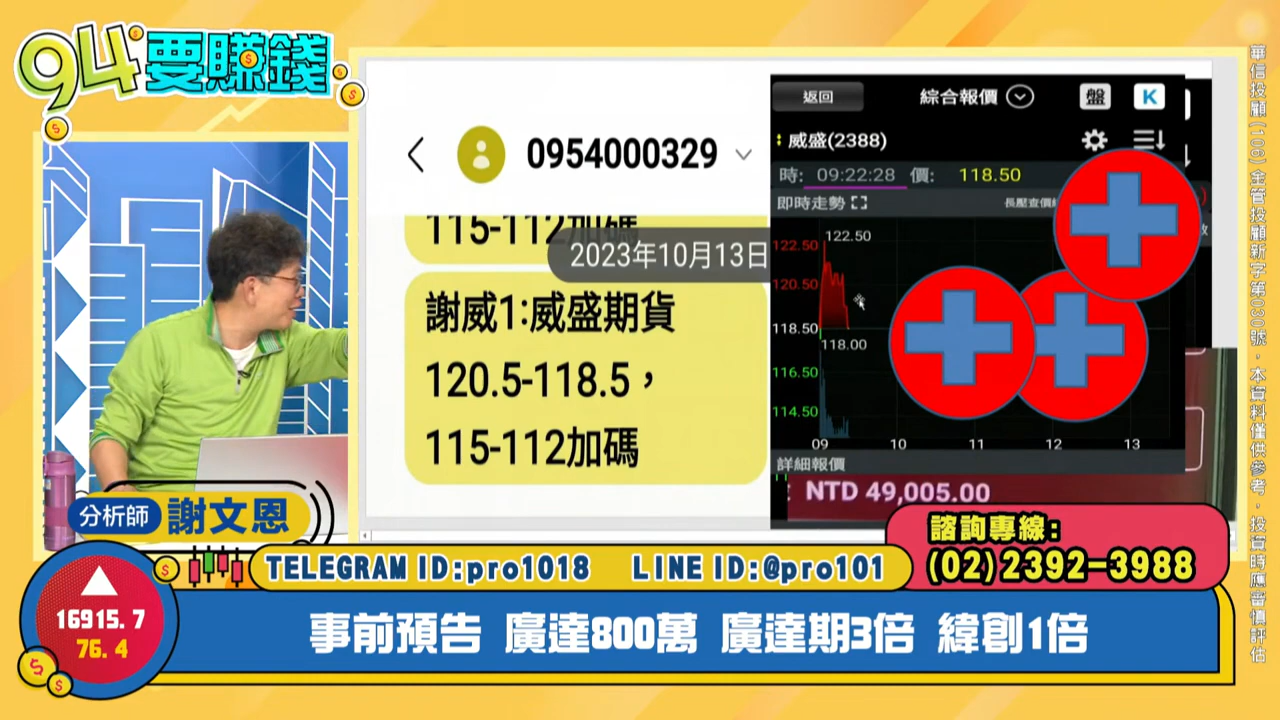 94要賺錢
0954000329
115-112加碼
2023年10月13日
謝威1:威盛期貨
120.5-118.5，
115-112加碼
返回
綜合報價
盤
K
威盛(2388)
時: 09:22:28 價: 118.50
即時走勢
長壓查價
122.50
122.50
120.50
118.50
118.00
116.50
114.50
09 10 11 12 13
詳細報價
NTD 49,005.00
分析師 謝文恩
諮詢專線:
(02)2392-3988
TELEGRAM ID:pro1018 LINE ID:@pro101
16915.7
76.4
事前預告 廣達800萬 廣達期3倍 緯創1倍
華信投顧(106)金管投顧新字第030號，本資料僅供參考，投資時應審慎評估